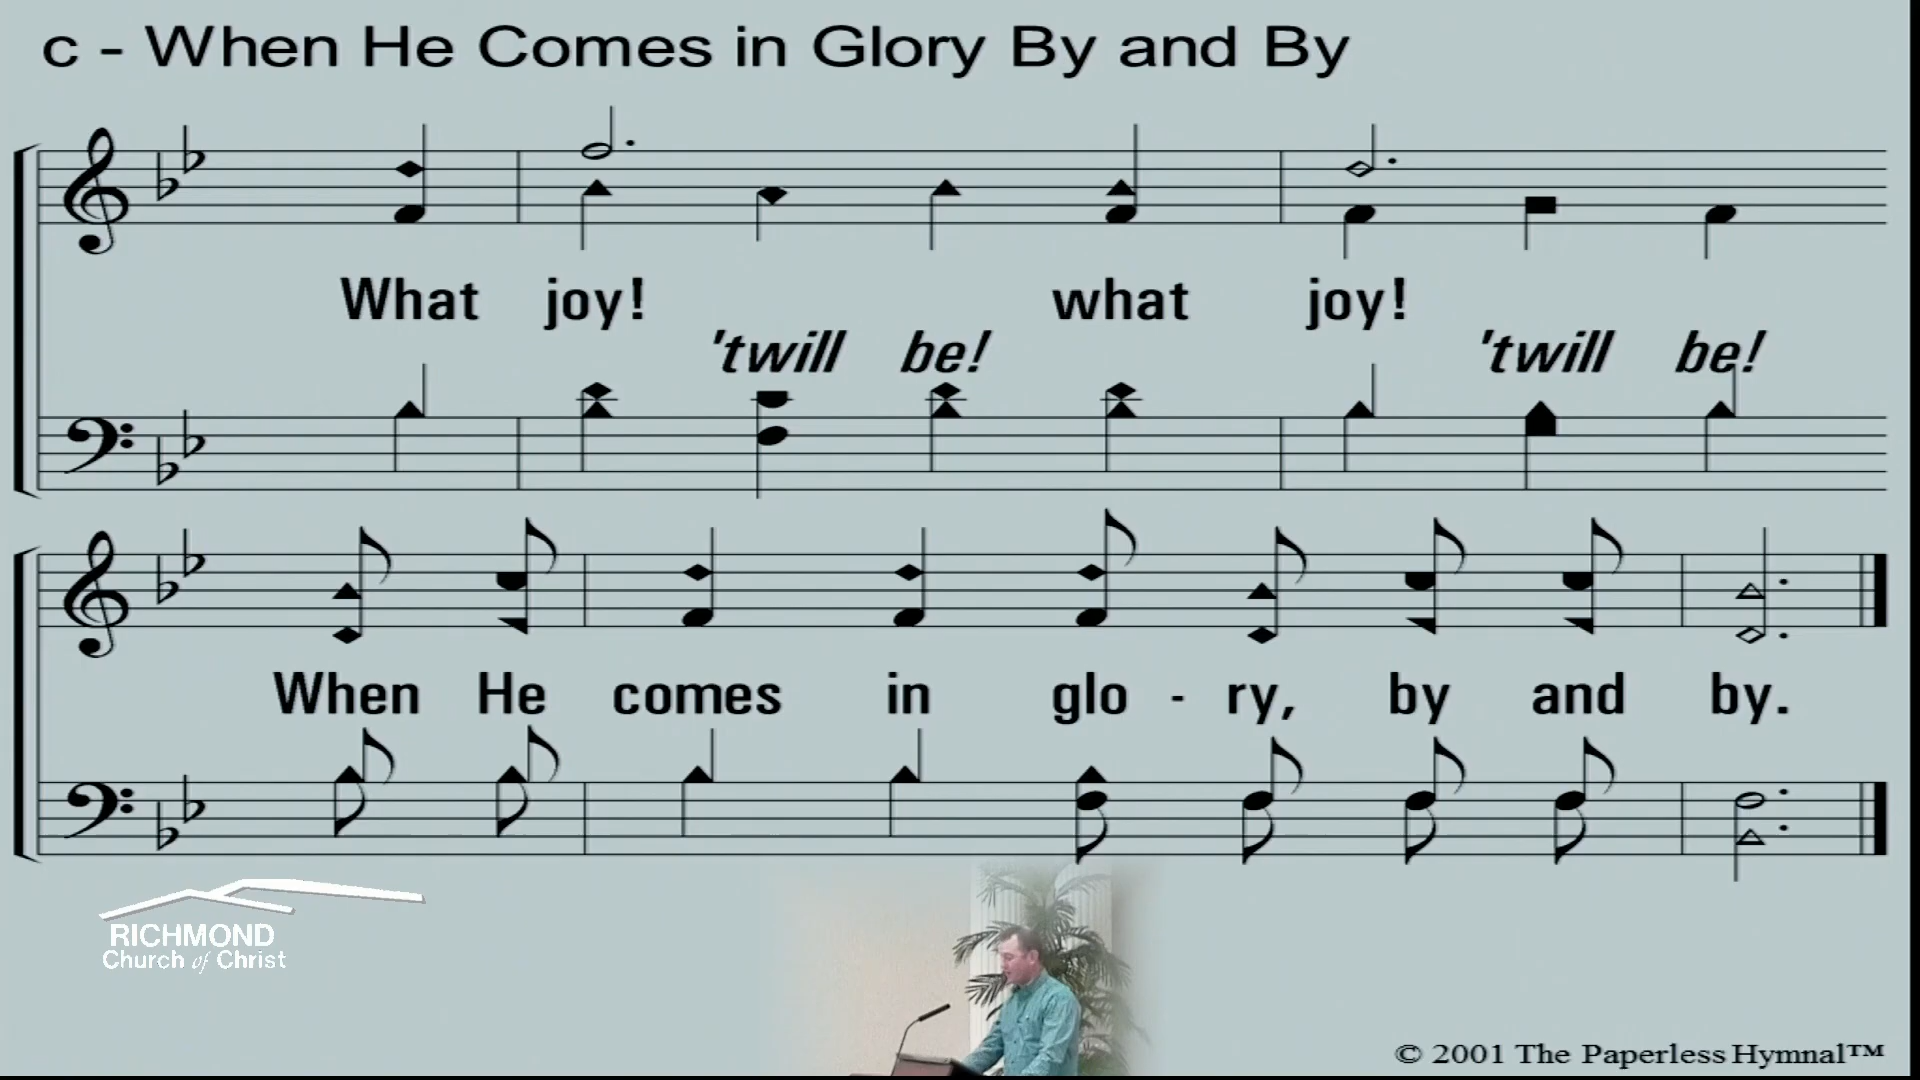 c - When He Comes in Glory By and By
What joy! what joy!
'twill be! 'twill be!
When He comes in glo - ry, by and by.
RICHMOND
Church of Christ
© 2001 The Paperless Hymnal™